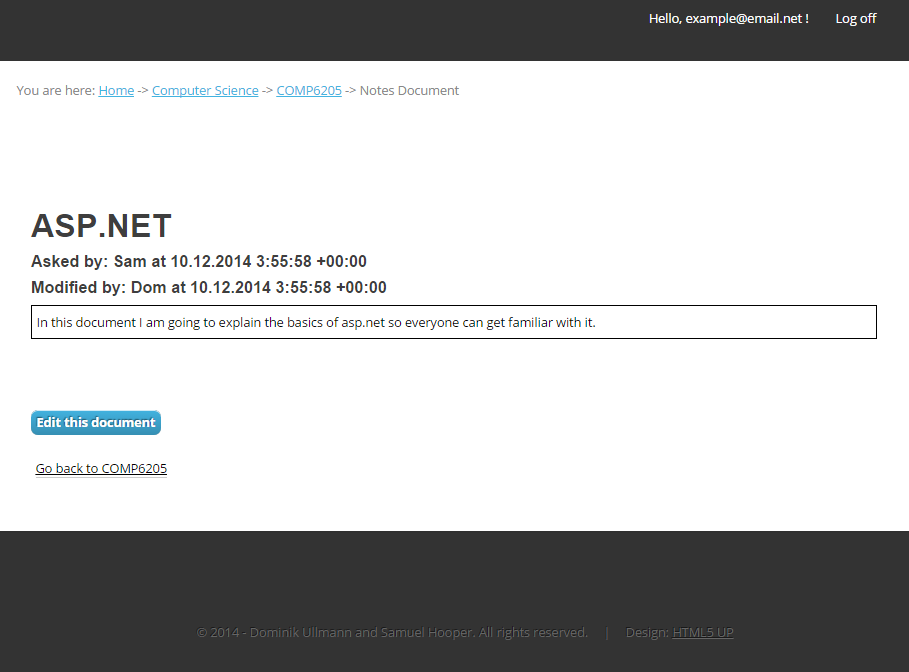 Hello, example@email.net ! Log off
You are here: Home -> Computer Science -> COMP6205 -> Notes Document
ASP.NET
Asked by: Sam at 10.12.2014 3:55:58 +00:00
Modified by: Dom at 10.12.2014 3:55:58 +00:00
In this document I am going to explain the basics of asp.net so everyone can get familiar with it.
Edit this document
Go back to COMP6205
© 2014 - Dominik Ullmann and Samuel Hooper. All rights reserved. | Design: HTML5 UP